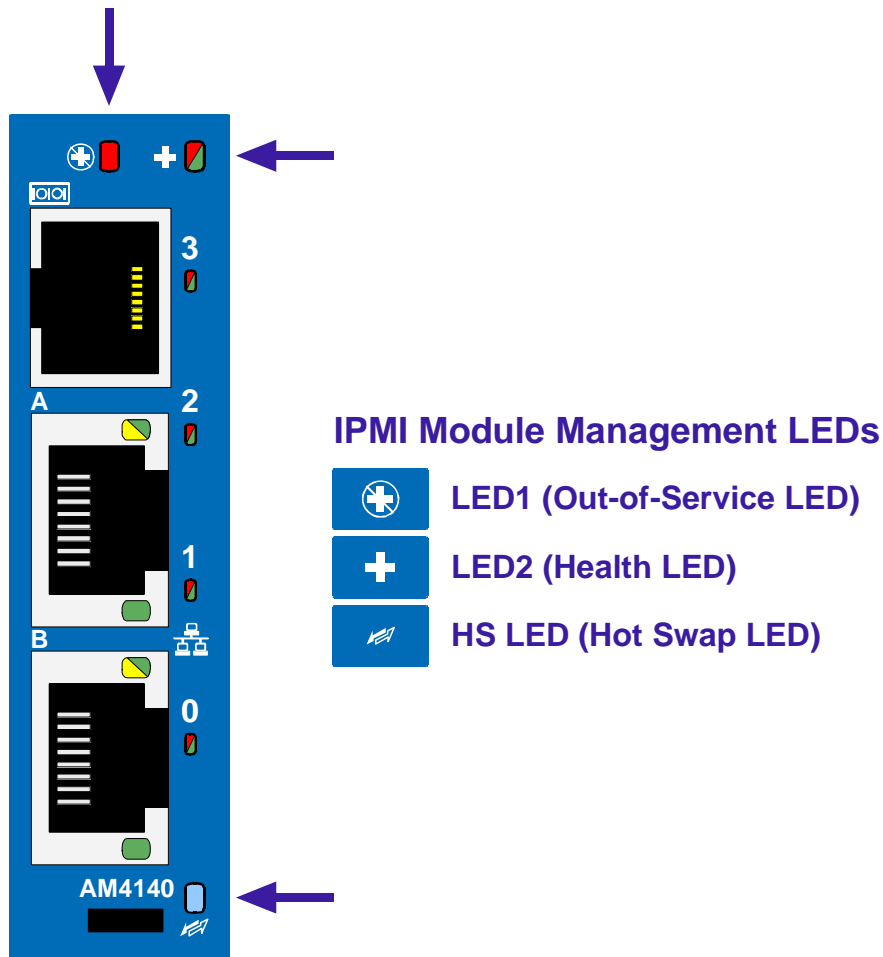 3
A
2
1
B
0
AM4140
IPMI Module Management LEDs
LED1 (Out-of-Service LED)
LED2 (Health LED)
HS LED (Hot Swap LED)